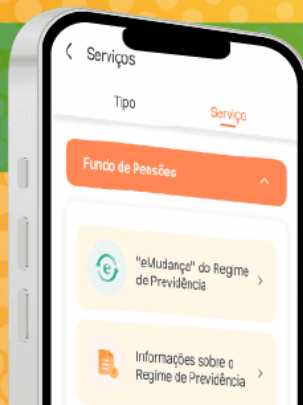 Serviços
Tipo
Serviço
Fundo de Pensões
"eMudança" do Regime
de Previdência
Informações sobre o
Regime de Previdência